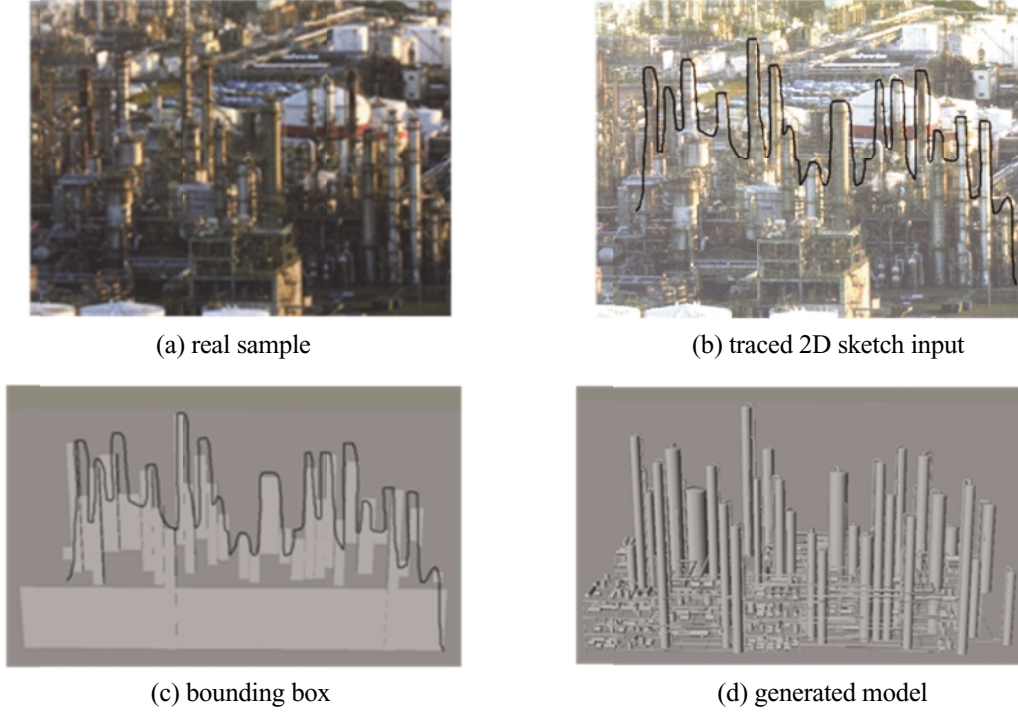 (a) real sample
(b) traced 2D sketch input
(c) bounding box
(d) generated model